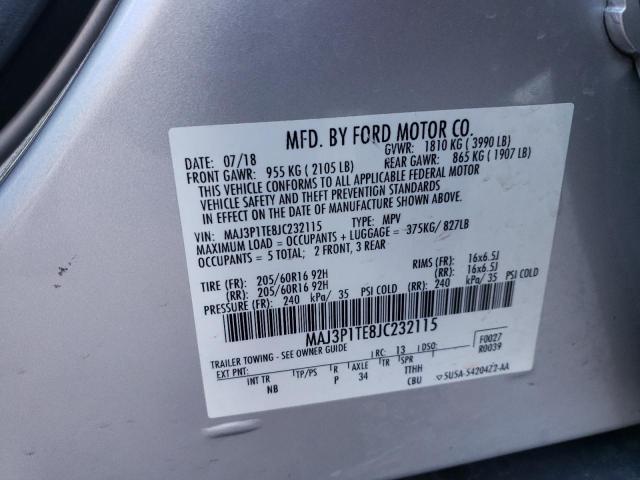 MFD. BY FORD MOTOR CO.
DATE: 07/18 GVWR: 1810 KG ( 3990 LB)
FRONT GAWR: 955 KG ( 2105 LB) REAR GAWR: 865 KG ( 1907 LB)
THIS VEHICLE CONFORMS TO ALL APPLICABLE FEDERAL MOTOR
VEHICLE SAFETY AND THEFT PREVENTION STANDARDS
IN EFFECT ON THE DATE OF MANUFACTURE SHOWN ABOVE.
VIN: MAJ3P1TE8JC232115 TYPE: MPV
MAXIMUM LOAD = OCCUPANTS + LUGGAGE = 375KG/ 827LB
OCCUPANTS = 5 TOTAL; 2 FRONT, 3 REAR
TIRE (FR): 205/60R16 92H RIMS (FR): 16x6.5J
(RR): 205/60R16 92H (RR): 16x6.5J
PRESSURE (FR): 240 kPa/ 35 PSI COLD (RR): 240 kPa/ 35 PSI COLD
MAJ3P1TE8JC232115
TRAILER TOWING - SEE OWNER GUIDE F0027
EXT PNT: RC: 13 DSO: R0039
INT TR TP/PS R AXLE TR SPR
NB P 34 TTHH
CBU 5U5A-5420472-AA